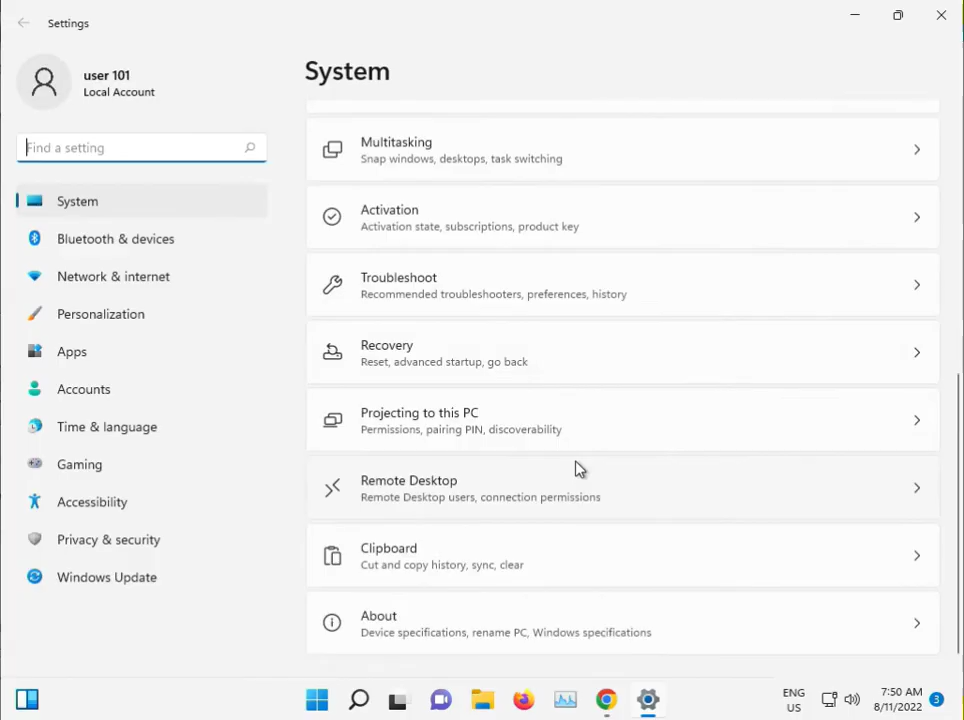 Settings
user 101
Local Account
Find a setting
System
Bluetooth & devices
Network & internet
Personalization
Apps
Accounts
Time & language
Gaming
Accessibility
Privacy & security
Windows Update
System
Multitasking
Snap windows, desktops, task switching
Activation
Activation state, subscriptions, product key
Troubleshoot
Recommended troubleshooters, preferences, history
Recovery
Reset, advanced startup, go back
Projecting to this PC
Permissions, pairing PIN, discoverability
Remote Desktop
Remote Desktop users, connection permissions
Clipboard
Cut and copy history, sync, clear
About
Device specifications, rename PC, Windows specifications
ENG
US
7:50 AM
8/11/2022
3